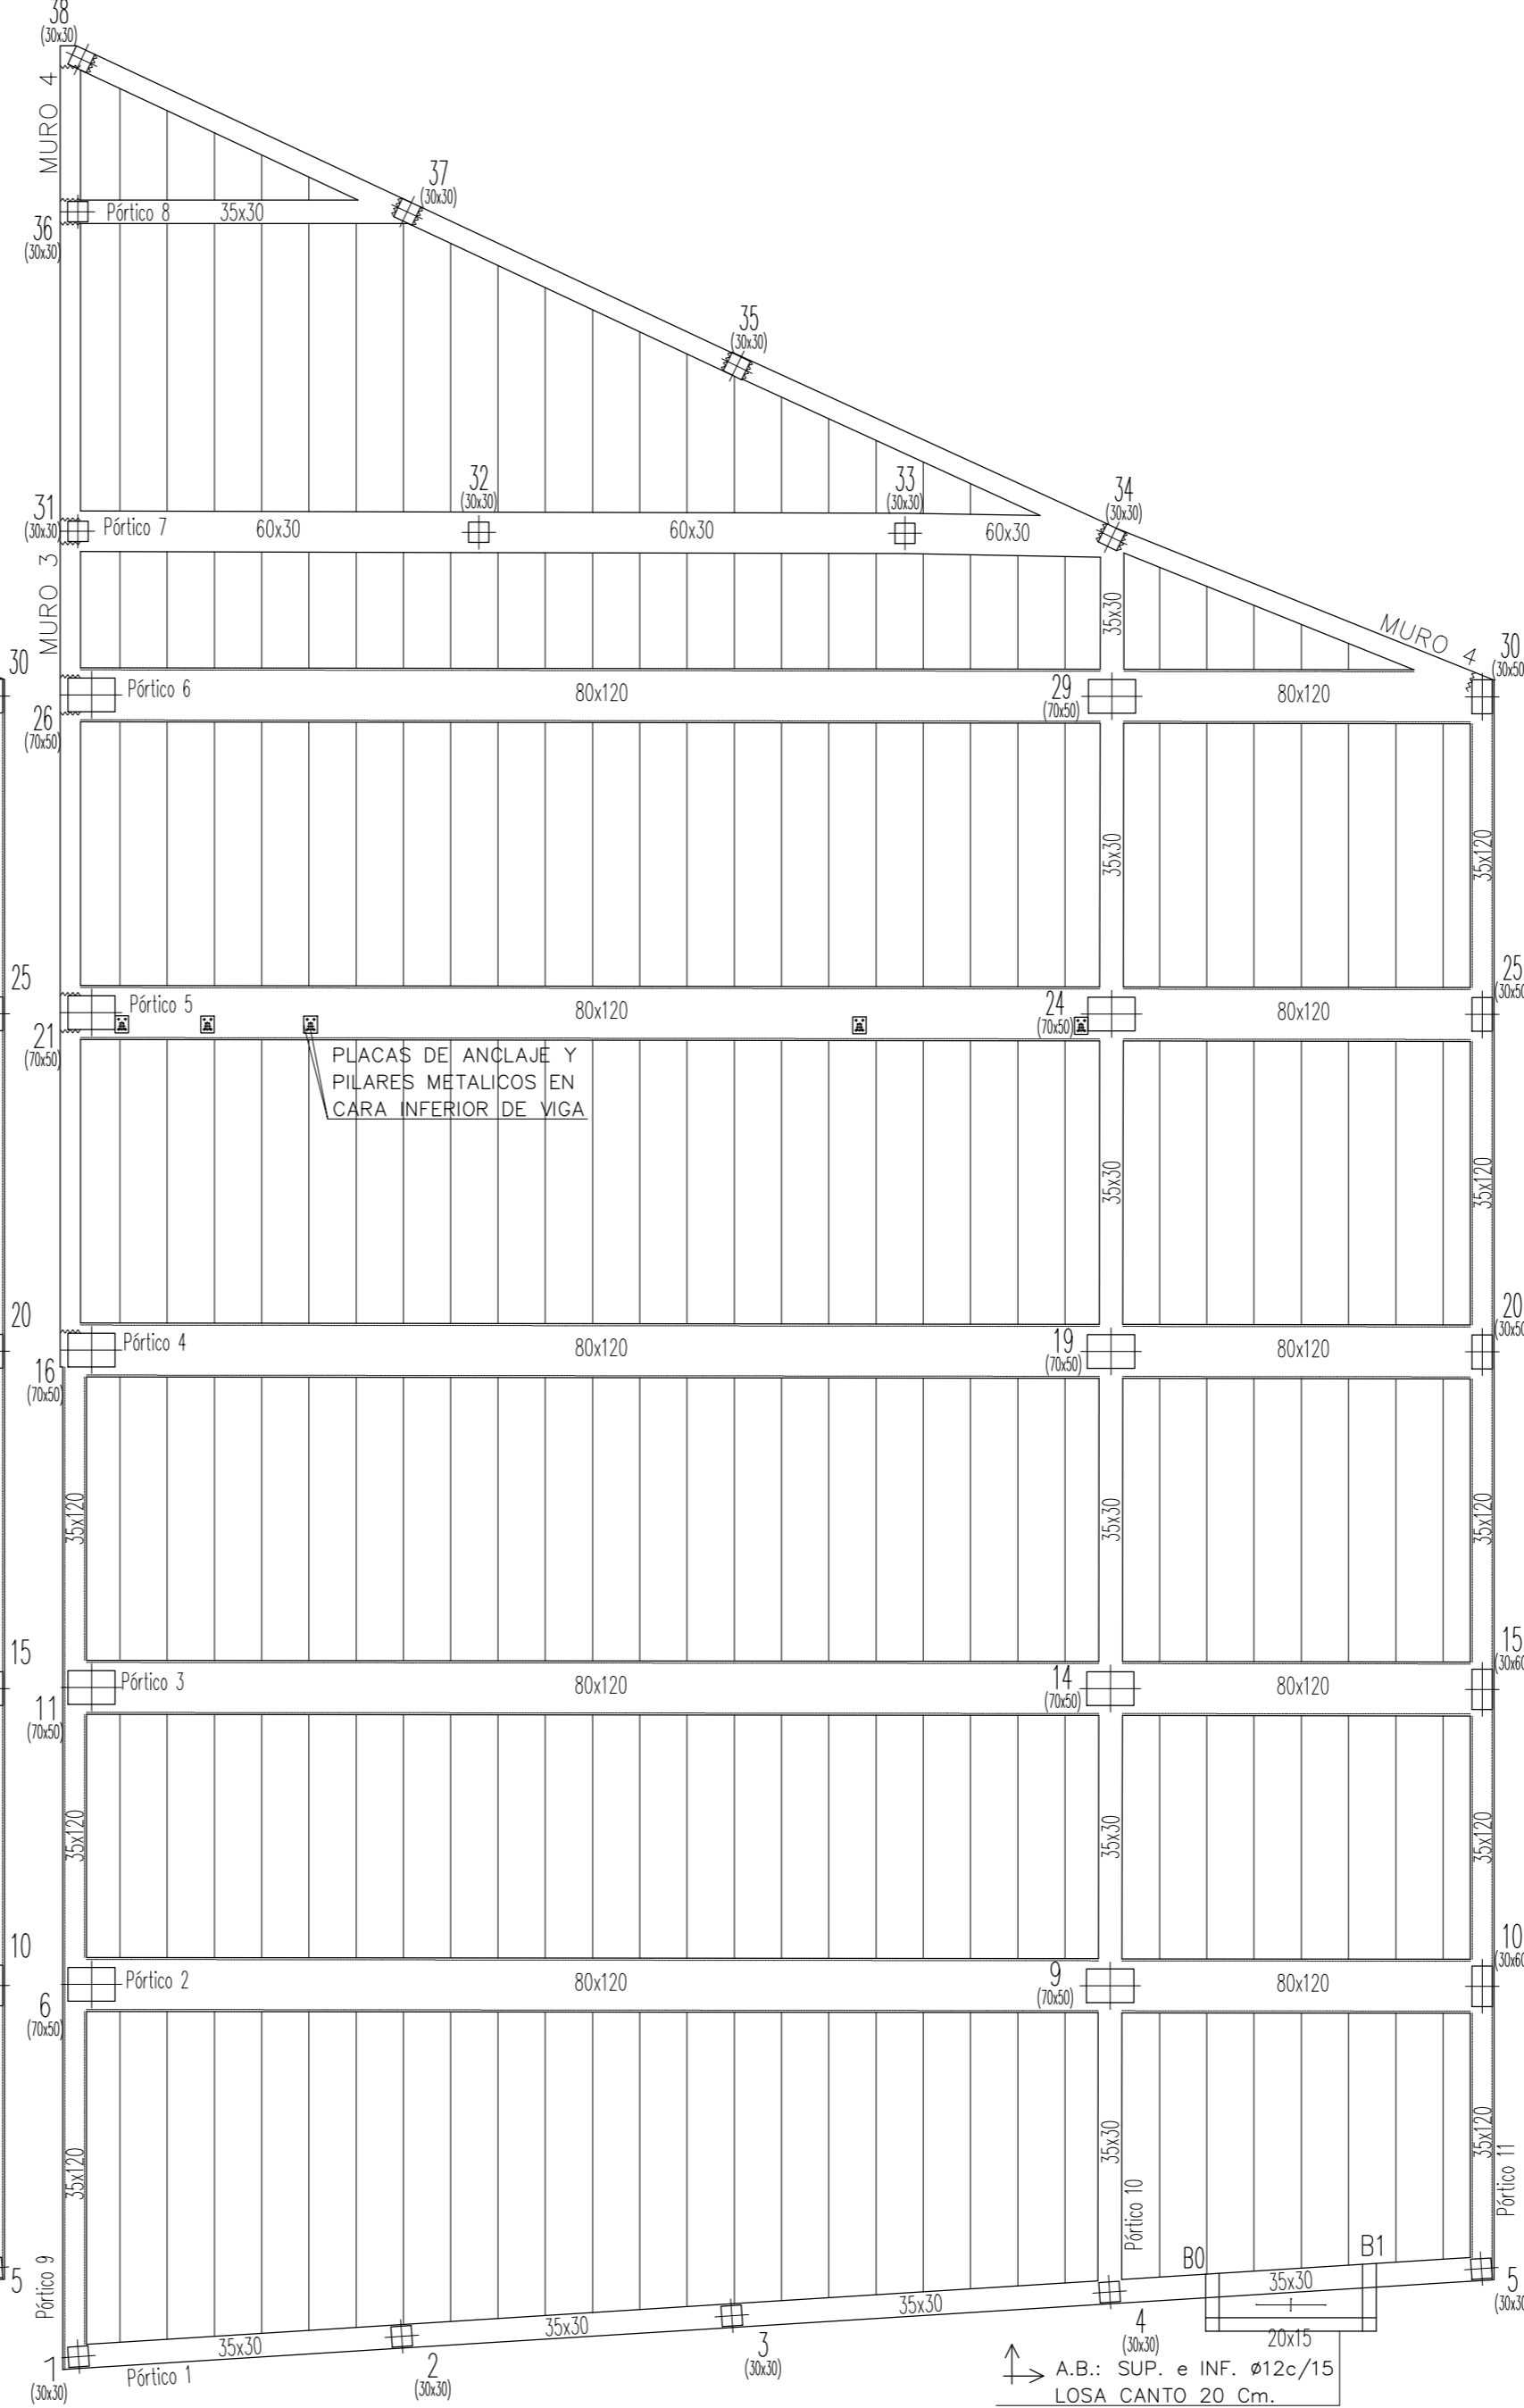 38
(30x30)
MURO 4
37
(30x30)
Pórtico 8
35x30
36
(30x30)
35
(30x30)
32
(30x30)
33
(30x30)
34
(30x30)
31
(30x30)
Pórtico 7
60x30
60x30
60x30
MURO 3
35x30
MURO 4
30
30
(30x50
Pórtico 6
80x120
29
(70x50)
80x120
26
(70x50)
35x30
35x120
25
25
(30x50
Pórtico 5
80x120
24
(70x50)
80x120
21
(70x50)
PLACAS DE ANCLAJE Y
PILARES METALICOS EN
CARA INFERIOR DE VIGA
35x30
35x120
20
20
(30x50
Pórtico 4
80x120
19
(70x50)
80x120
16
(70x50)
35x120
35x30
35x120
15
15
(30x60
Pórtico 3
80x120
14
(70x50)
80x120
11
(70x50)
35x120
35x30
35x120
10
10
(30x60
Pórtico 2
80x120
9
(70x50)
80x120
6
(70x50)
35x120
35x30
35x120
Pórtico 9
Pórtico 10
Pórtico 11
B0
B1
5
35x30
5
(30x30
35x30
35x30
35x30
20x15
1
(30x30)
Pórtico 1
2
(30x30)
3
(30x30)
4
(30x30)
A.B.: SUP. e INF. ø12c/15
LOSA CANTO 20 Cm.